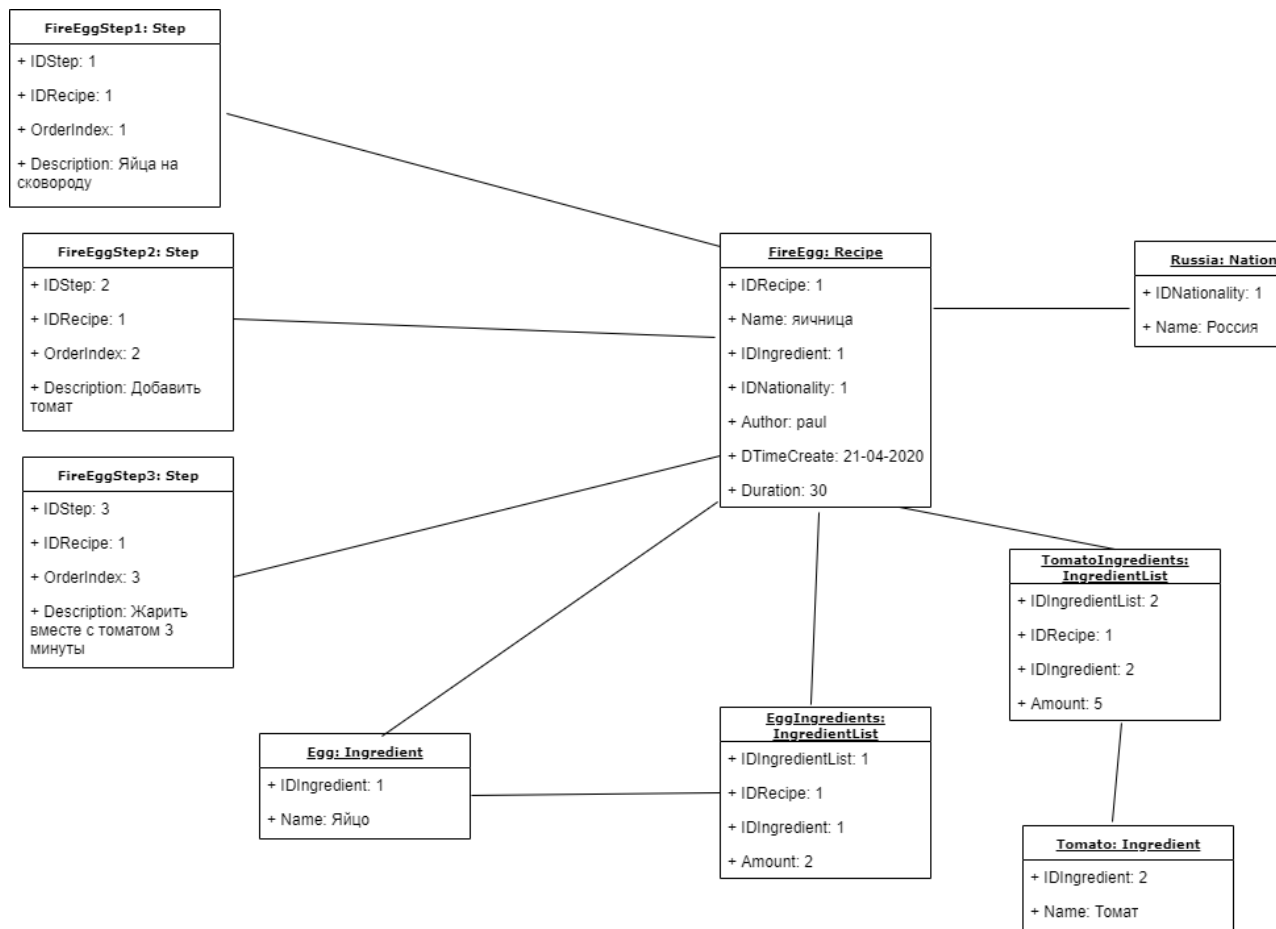 FireEggStep1: Step
+ IDStep: 1
+ IDRecipe: 1
+ OrderIndex: 1
+ Description: Яйца на
сковороду
FireEggStep2: Step
+ IDStep: 2
+ IDRecipe: 1
+ OrderIndex: 2
+ Description: Добавить
томат
FireEggStep3: Step
+ IDStep: 3
+ IDRecipe: 1
+ OrderIndex: 3
+ Description: Жарить
вместе с томатом 3
минуты
FireEgg: Recipe
+ IDRecipe: 1
+ Name: яичница
+ IDIngredient: 1
+ IDNationality: 1
+ Author: paul
+ DTimeCreate: 21-04-2020
+ Duration: 30
Russia: Nation
+ IDNationality: 1
+ Name: Россия
Egg: Ingredient
+ IDIngredient: 1
+ Name: Яйцо
EggIngredients:
IngredientList
+ IDIngredientList: 1
+ IDRecipe: 1
+ IDIngredient: 1
+ Amount: 2
TomatoIngredients:
IngredientList
+ IDIngredientList: 2
+ IDRecipe: 1
+ IDIngredient: 2
+ Amount: 5
Tomato: Ingredient
+ IDIngredient: 2
+ Name: Томат